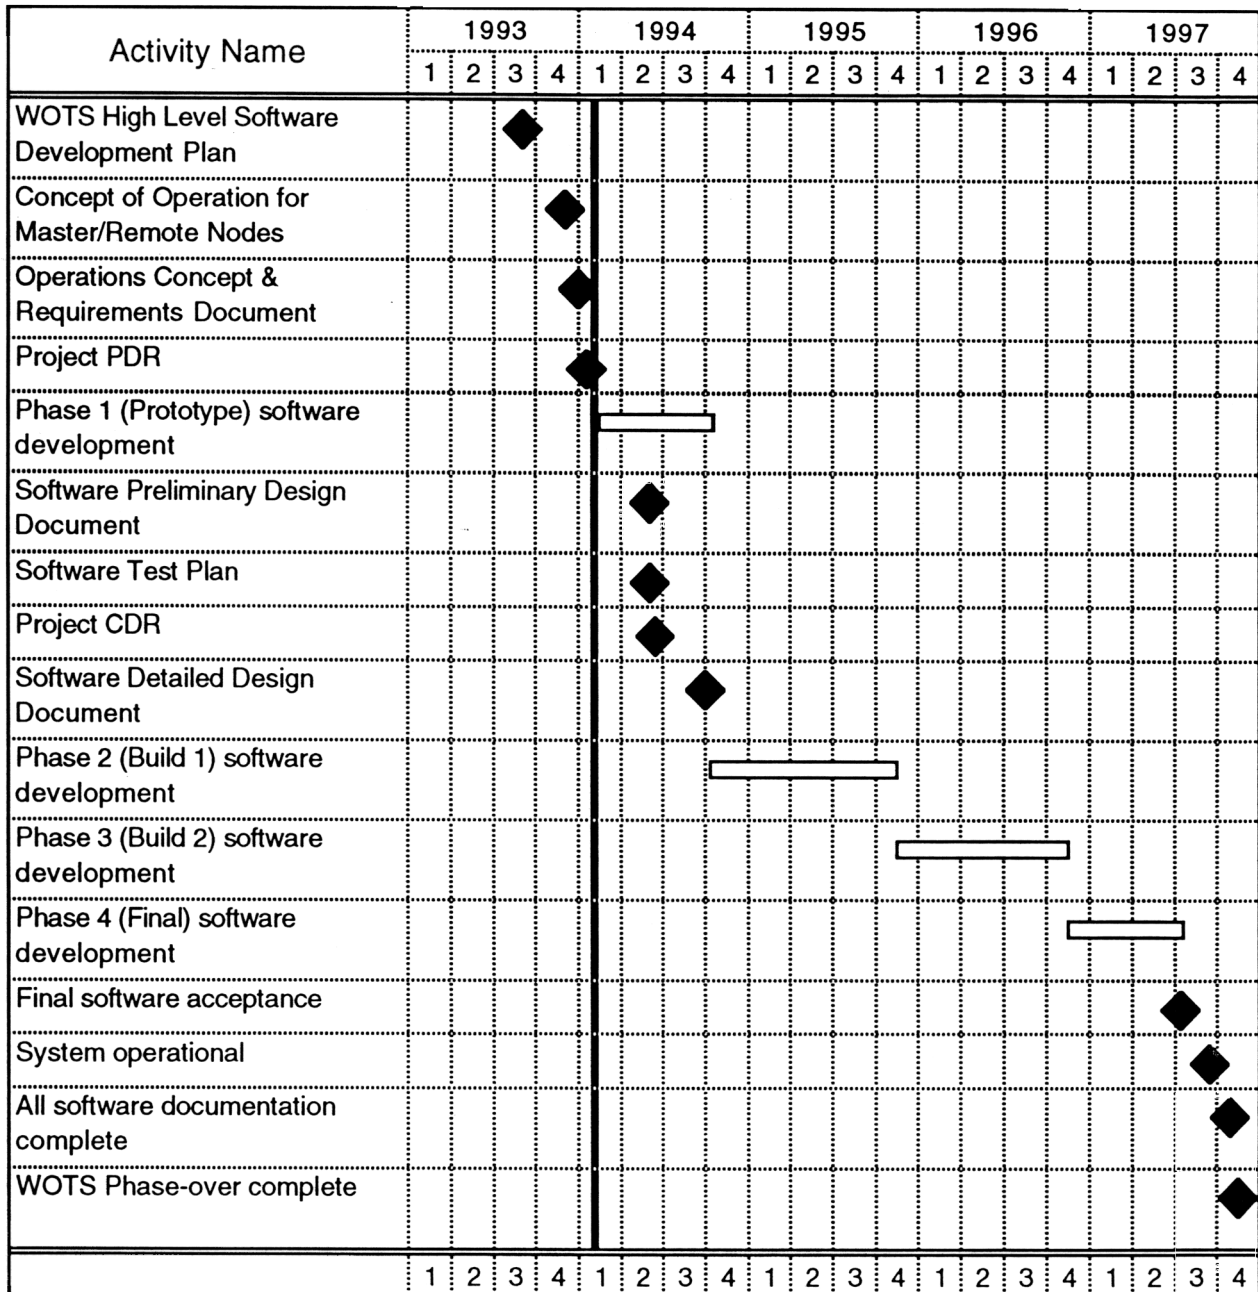 Activity Name
1993 1994 1995 1996 1997
1 2 3 4 1 2 3 4 1 2 3 4 1 2 3 4 1 2 3 4
WOTS High Level Software
Development Plan
Concept of Operation for
Master/Remote Nodes
Operations Concept &
Requirements Document
Project PDR
Phase 1 (Prototype) software
development
Software Preliminary Design
Document
Software Test Plan
Project CDR
Software Detailed Design
Document
Phase 2 (Build 1) software
development
Phase 3 (Build 2) software
development
Phase 4 (Final) software
development
Final software acceptance
System operational
All software documentation
complete
WOTS Phase-over complete
1 2 3 4 1 2 3 4 1 2 3 4 1 2 3 4 1 2 3 4